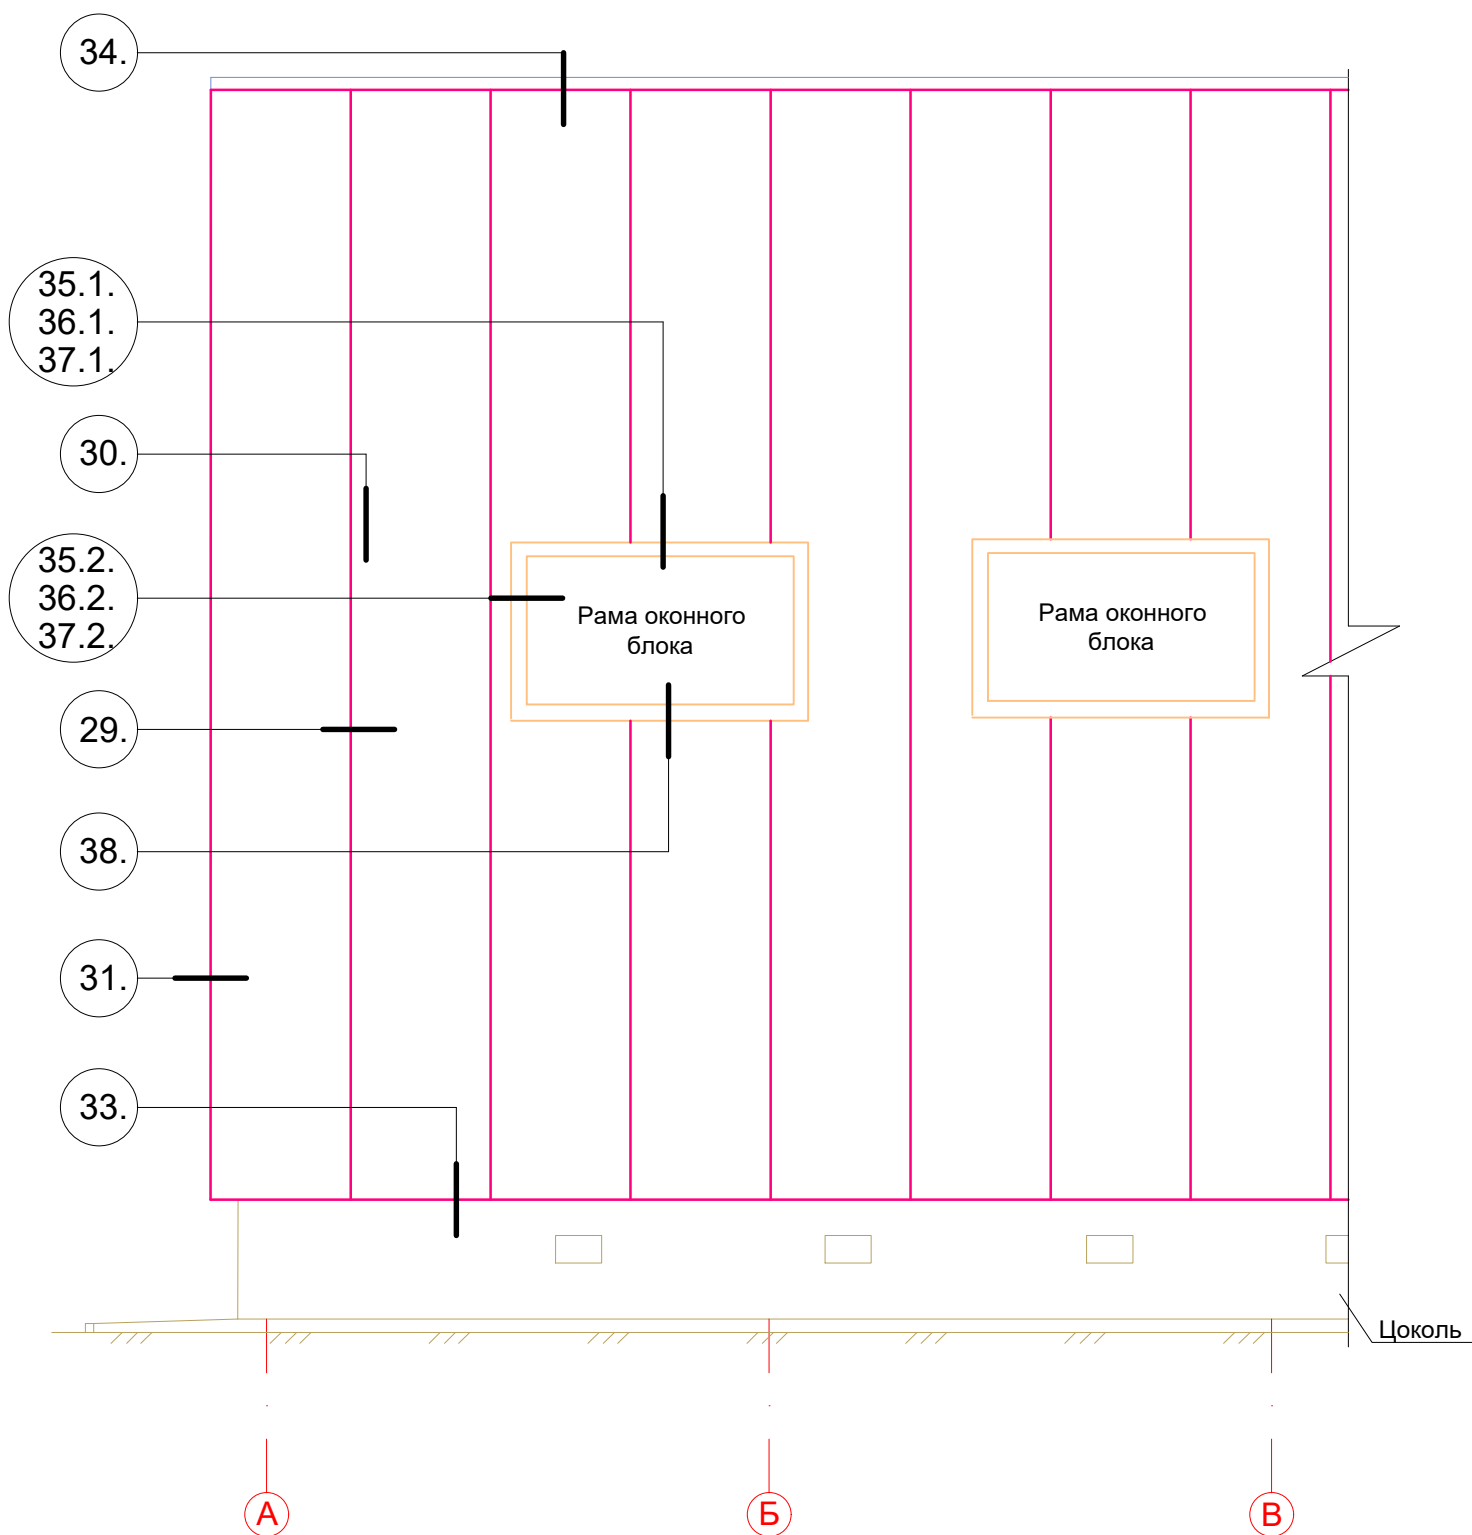 34.
35.1.
36.1.
37.1.
30.
35.2.
36.2.
37.2.
Рама оконного
блока
Рама оконного
блока
29.
38.
31.
33.
Цоколь
А
Б
В